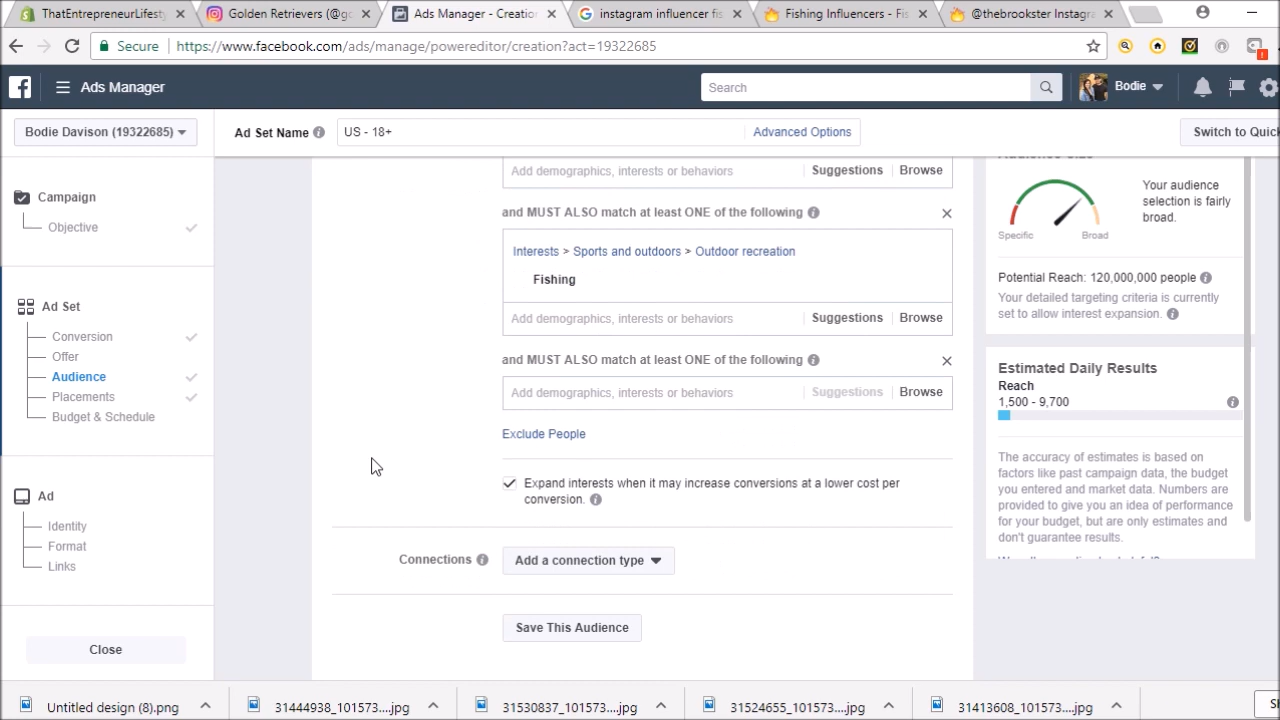 ThatEntrepreneurLifesty
Golden Retrievers (@go
Ads Manager - Creation
instagram influencer fis
Fishing Influencers - Fis
@thebrookster Instagra
Secure
https://www.facebook.com/ads/manage/powereditor/creation?act=19322685
Ads Manager
Search
Bodie
Bodie Davison (19322685)
Ad Set Name
US - 18+
Advanced Options
Switch to Quick
Campaign
Objective
Ad Set
Conversion
Offer
Audience
Placements
Budget & Schedule
Ad
Identity
Format
Links
Close
Add demographics, interests or behaviors
Suggestions
Browse
and MUST ALSO match at least ONE of the following
Interests > Sports and outdoors > Outdoor recreation
Fishing
Add demographics, interests or behaviors
Suggestions
Browse
and MUST ALSO match at least ONE of the following
Add demographics, interests or behaviors
Suggestions
Browse
Exclude People
Expand interests when it may increase conversions at a lower cost per
conversion.
Connections
Add a connection type
Save This Audience
Audience Size
Your audience
selection is fairly
broad.
Specific
Broad
Potential Reach: 120,000,000 people
Your detailed targeting criteria is currently
set to allow interest expansion.
Estimated Daily Results
Reach
1,500 - 9,700
The accuracy of estimates is based on
factors like past campaign data, the budget
you entered and market data. Numbers are
provided to give you an idea of performance
for your budget, but are only estimates and
don't guarantee results.
Untitled design (8).png
31444938_101573....jpg
31530837_101573....jpg
31524655_101573....jpg
31413608_101573....jpg